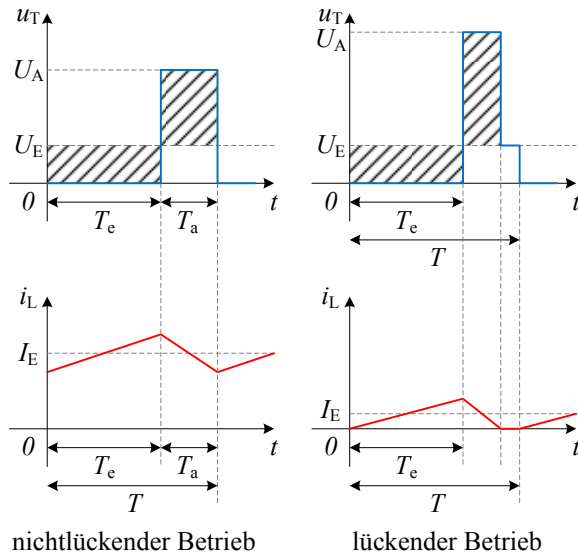 u_T
U_A
U_E
0
t
T_e
T_a
i_L
I_E
0
t
T_e
T_a
T
nichtlückender Betrieb
u_T
U_A
U_E
0
t
T_e
T
i_L
I_E
0
t
T_e
T
lückender Betrieb